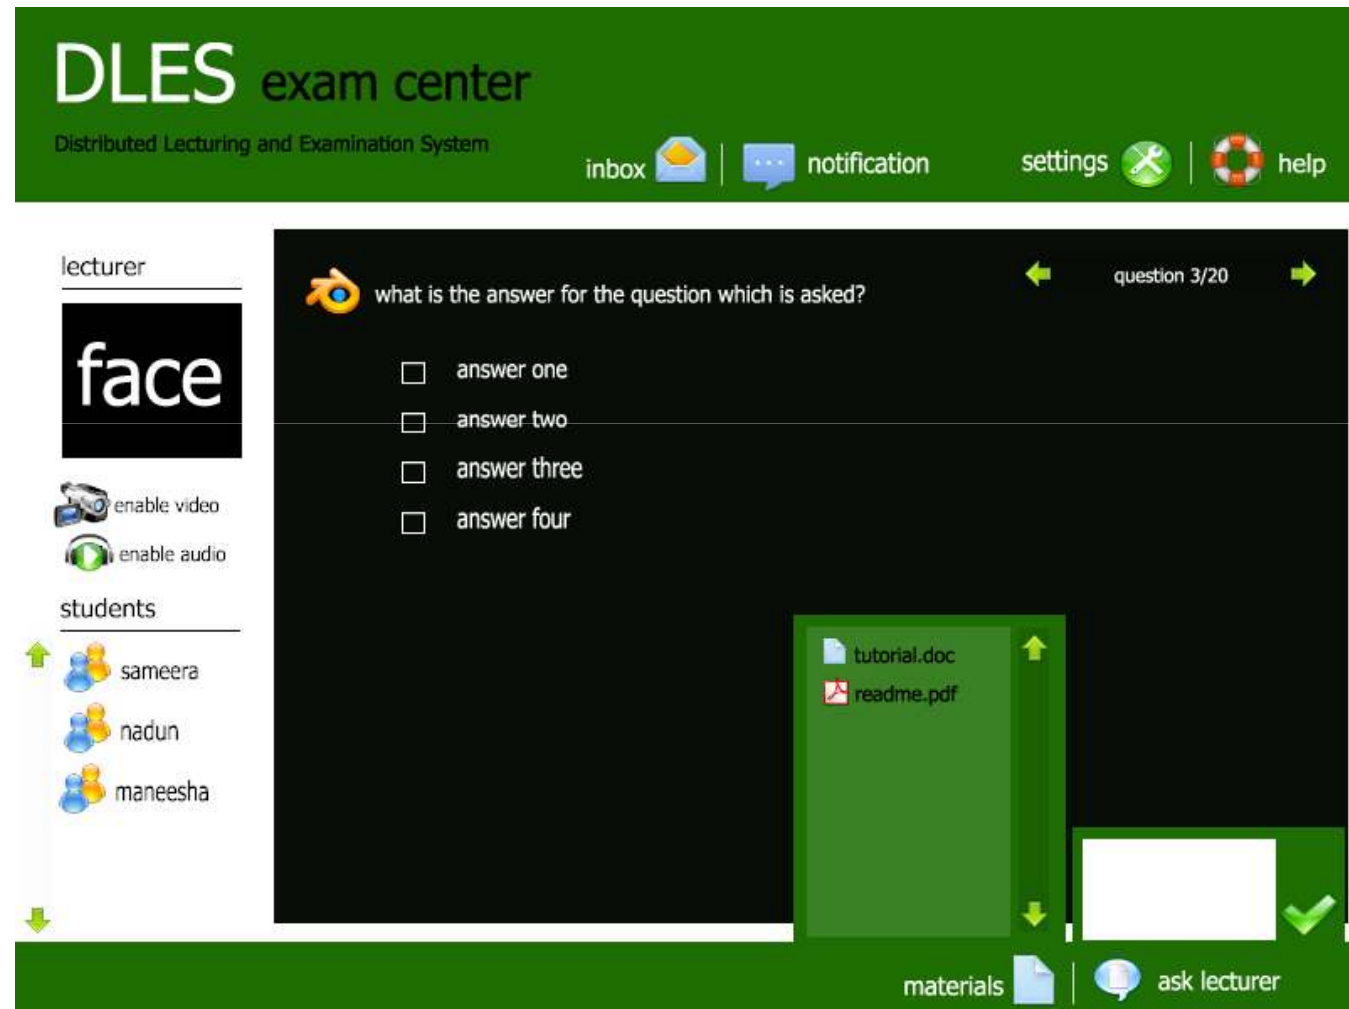 DLES exam center
Distributed Lecturing and Examination System
inbox
notification
settings
help
lecturer
face
enable video
enable audio
students
sameera
nadun
maneesha
what is the answer for the question which is asked?
question 3/20
answer one
answer two
answer three
answer four
tutorial.doc
readme.pdf
materials
ask lecturer